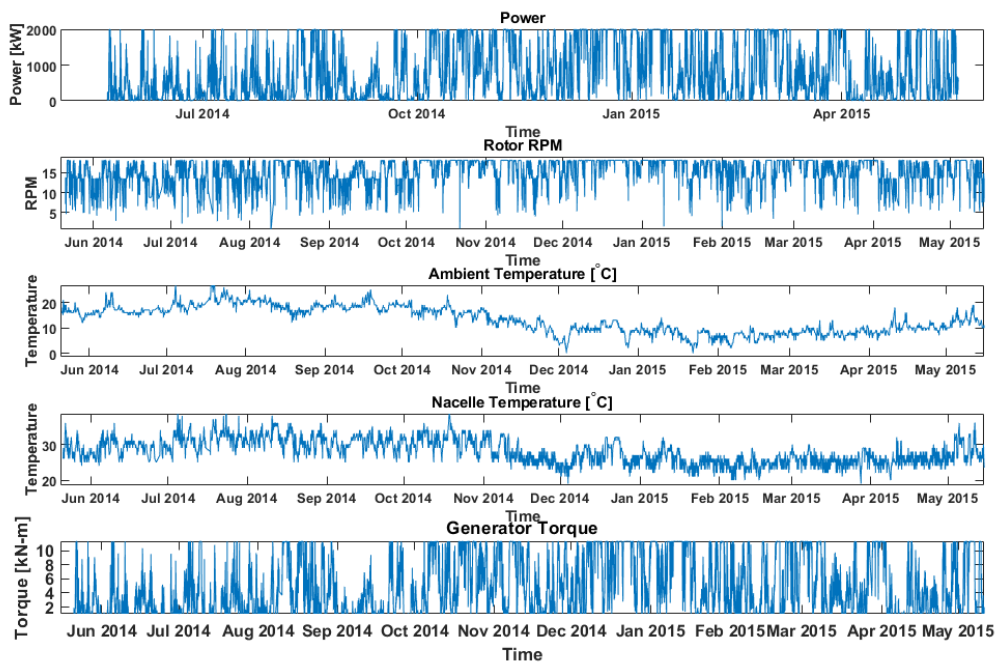 Power
Power [kW]
2000
1000
0
Jul 2014 Oct 2014 Jan 2015 Apr 2015
Time
Rotor RPM
RPM
15
10
5
Jun 2014 Jul 2014 Aug 2014 Sep 2014 Oct 2014 Nov 2014 Dec 2014 Jan 2015 Feb 2015 Mar 2015 Apr 2015 May 2015
Time
Ambient Temperature [°C]
Temperature
20
10
0
Jun 2014 Jul 2014 Aug 2014 Sep 2014 Oct 2014 Nov 2014 Dec 2014 Jan 2015 Feb 2015 Mar 2015 Apr 2015 May 2015
Time
Nacelle Temperature [°C]
Temperature
30
20
Jun 2014 Jul 2014 Aug 2014 Sep 2014 Oct 2014 Nov 2014 Dec 2014 Jan 2015 Feb 2015 Mar 2015 Apr 2015 May 2015
Time
Generator Torque
Torque [kN-m]
10
8
6
4
2
Jun 2014 Jul 2014 Aug 2014 Sep 2014 Oct 2014 Nov 2014 Dec 2014 Jan 2015 Feb 2015 Mar 2015 Apr 2015 May 2015
Time